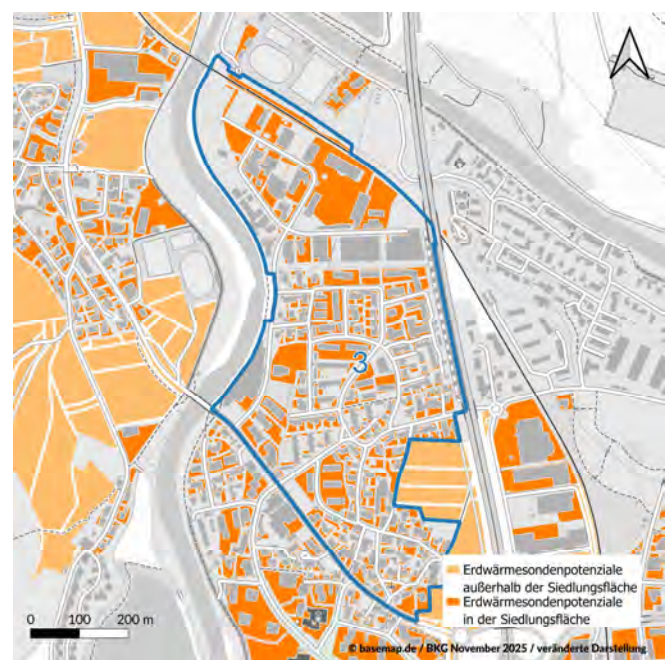 3
Erdwärmesondenpotenziale
außerhalb der Siedlungsfläche
Erdwärmesondenpotenziale
in der Siedlungsfläche
0 100 200 m
© basemap.de / BKG November 2025 / veränderte Darstellung